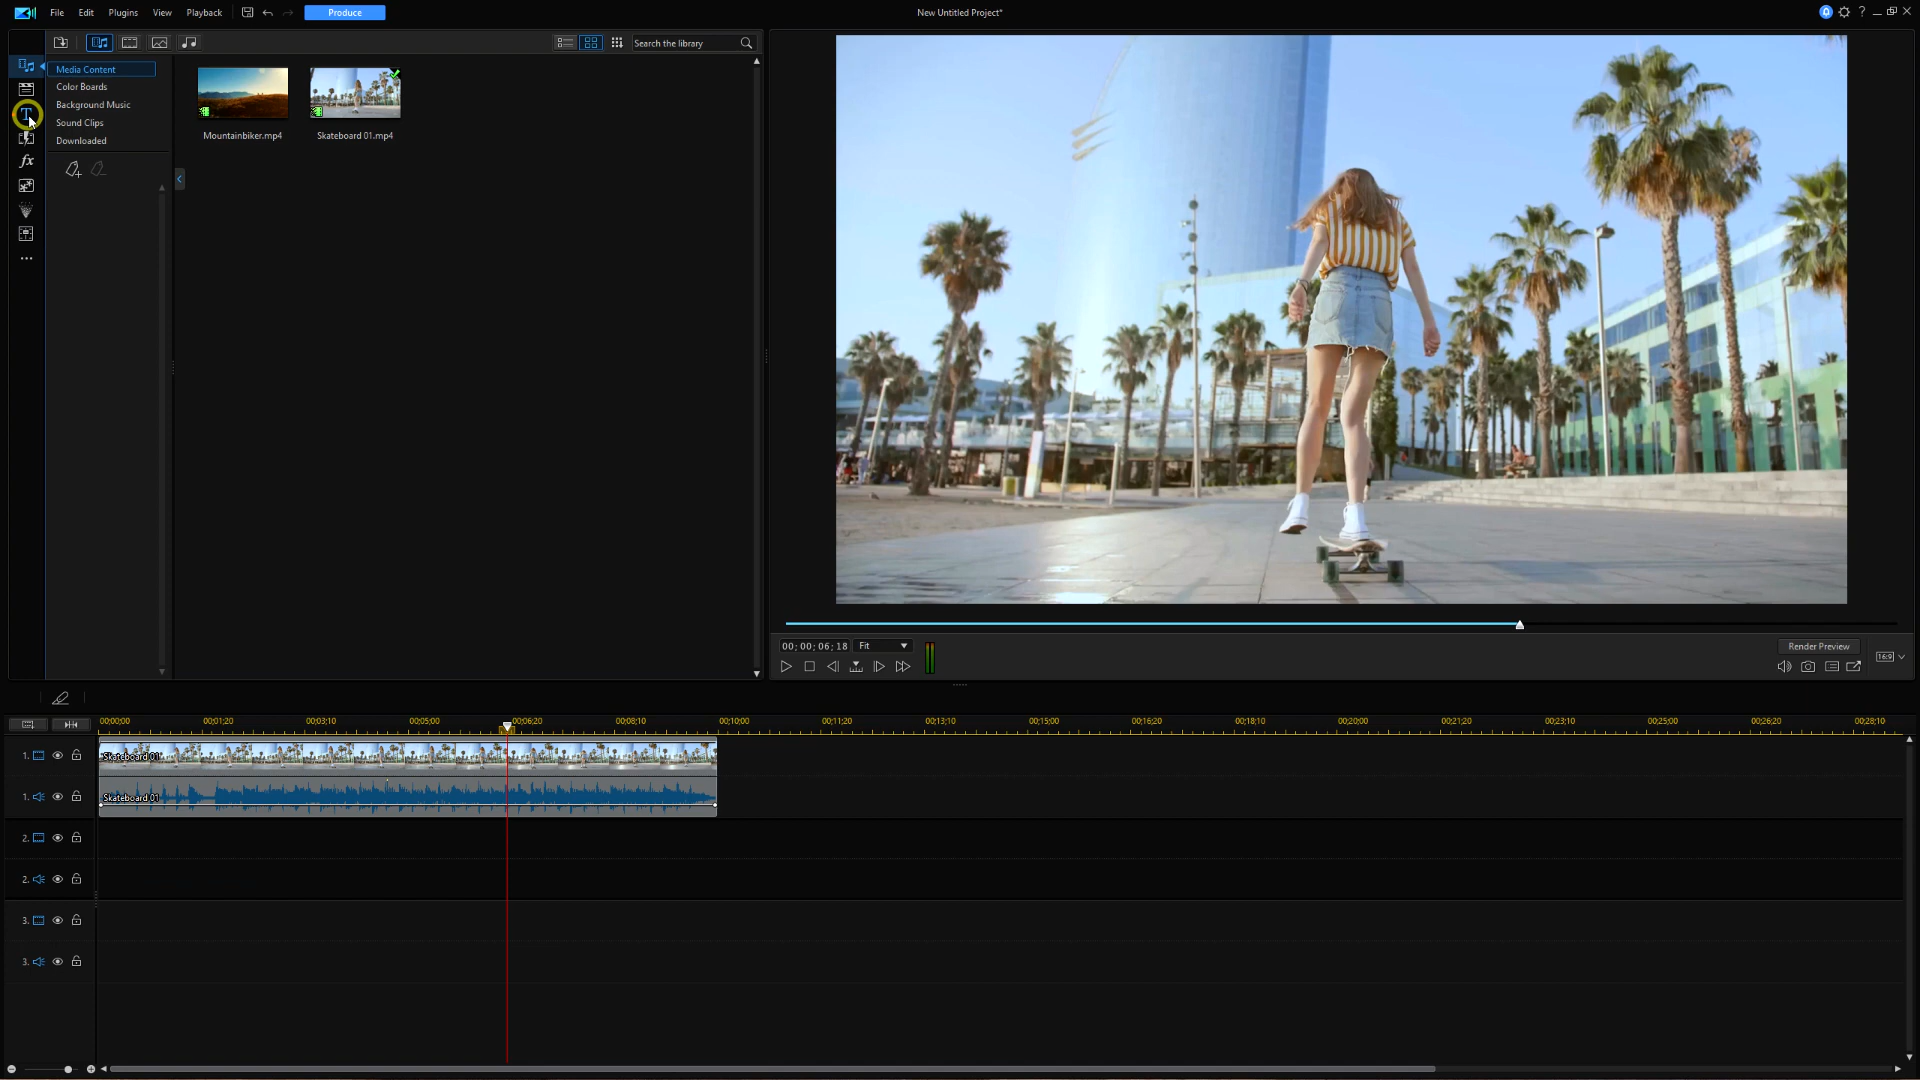 File Edit Plugins View Playback Produce New Untitled Project* ?
Search the library
Media Content
Color Boards
Background Music
Sound Clips
Downloaded
T
fx
Mountainbiker.mp4 Skateboard 01.mp4
00;00;06;18 Fit Render Preview
16:9
00;00;00 00;01;20 00;03;10 00;05;00 00;06;20 00;08;10 00;10;00 00;11;20 00;13;10 00;15;00 00;16;20 00;18;10 00;20;00 00;21;20 00;23;10 00;25;00 00;26;20 00;28;10
1. Skateboard 01
1. Skateboard 01
2.
2.
3.
3.